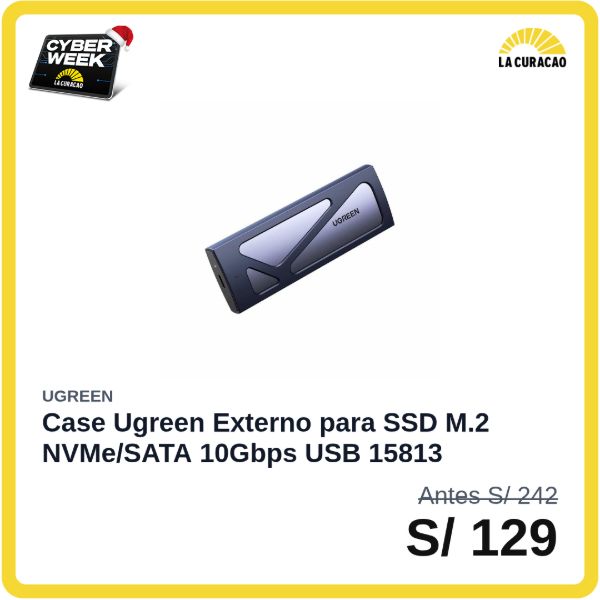 CYBER
WEEK
LA CURACAO
LA CURACAO
UGREEN
UGREEN
Case Ugreen Externo para SSD M.2
NVMe/SATA 10Gbps USB 15813
Antes S/ 242
S/ 129